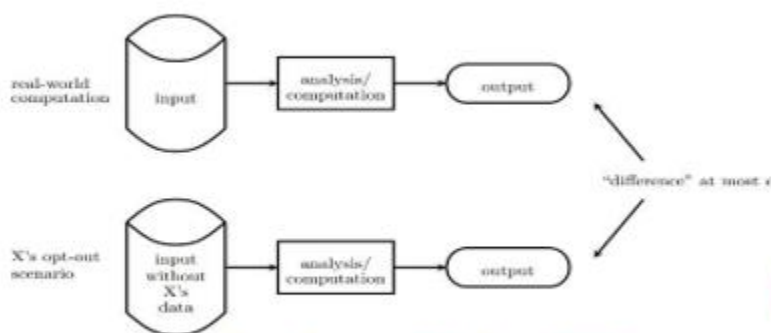 real-world
computation
input
analysis/
computation
output
"difference" at most
X's opt-out
scenario
input
without
X's
data
analysis/
computation
output